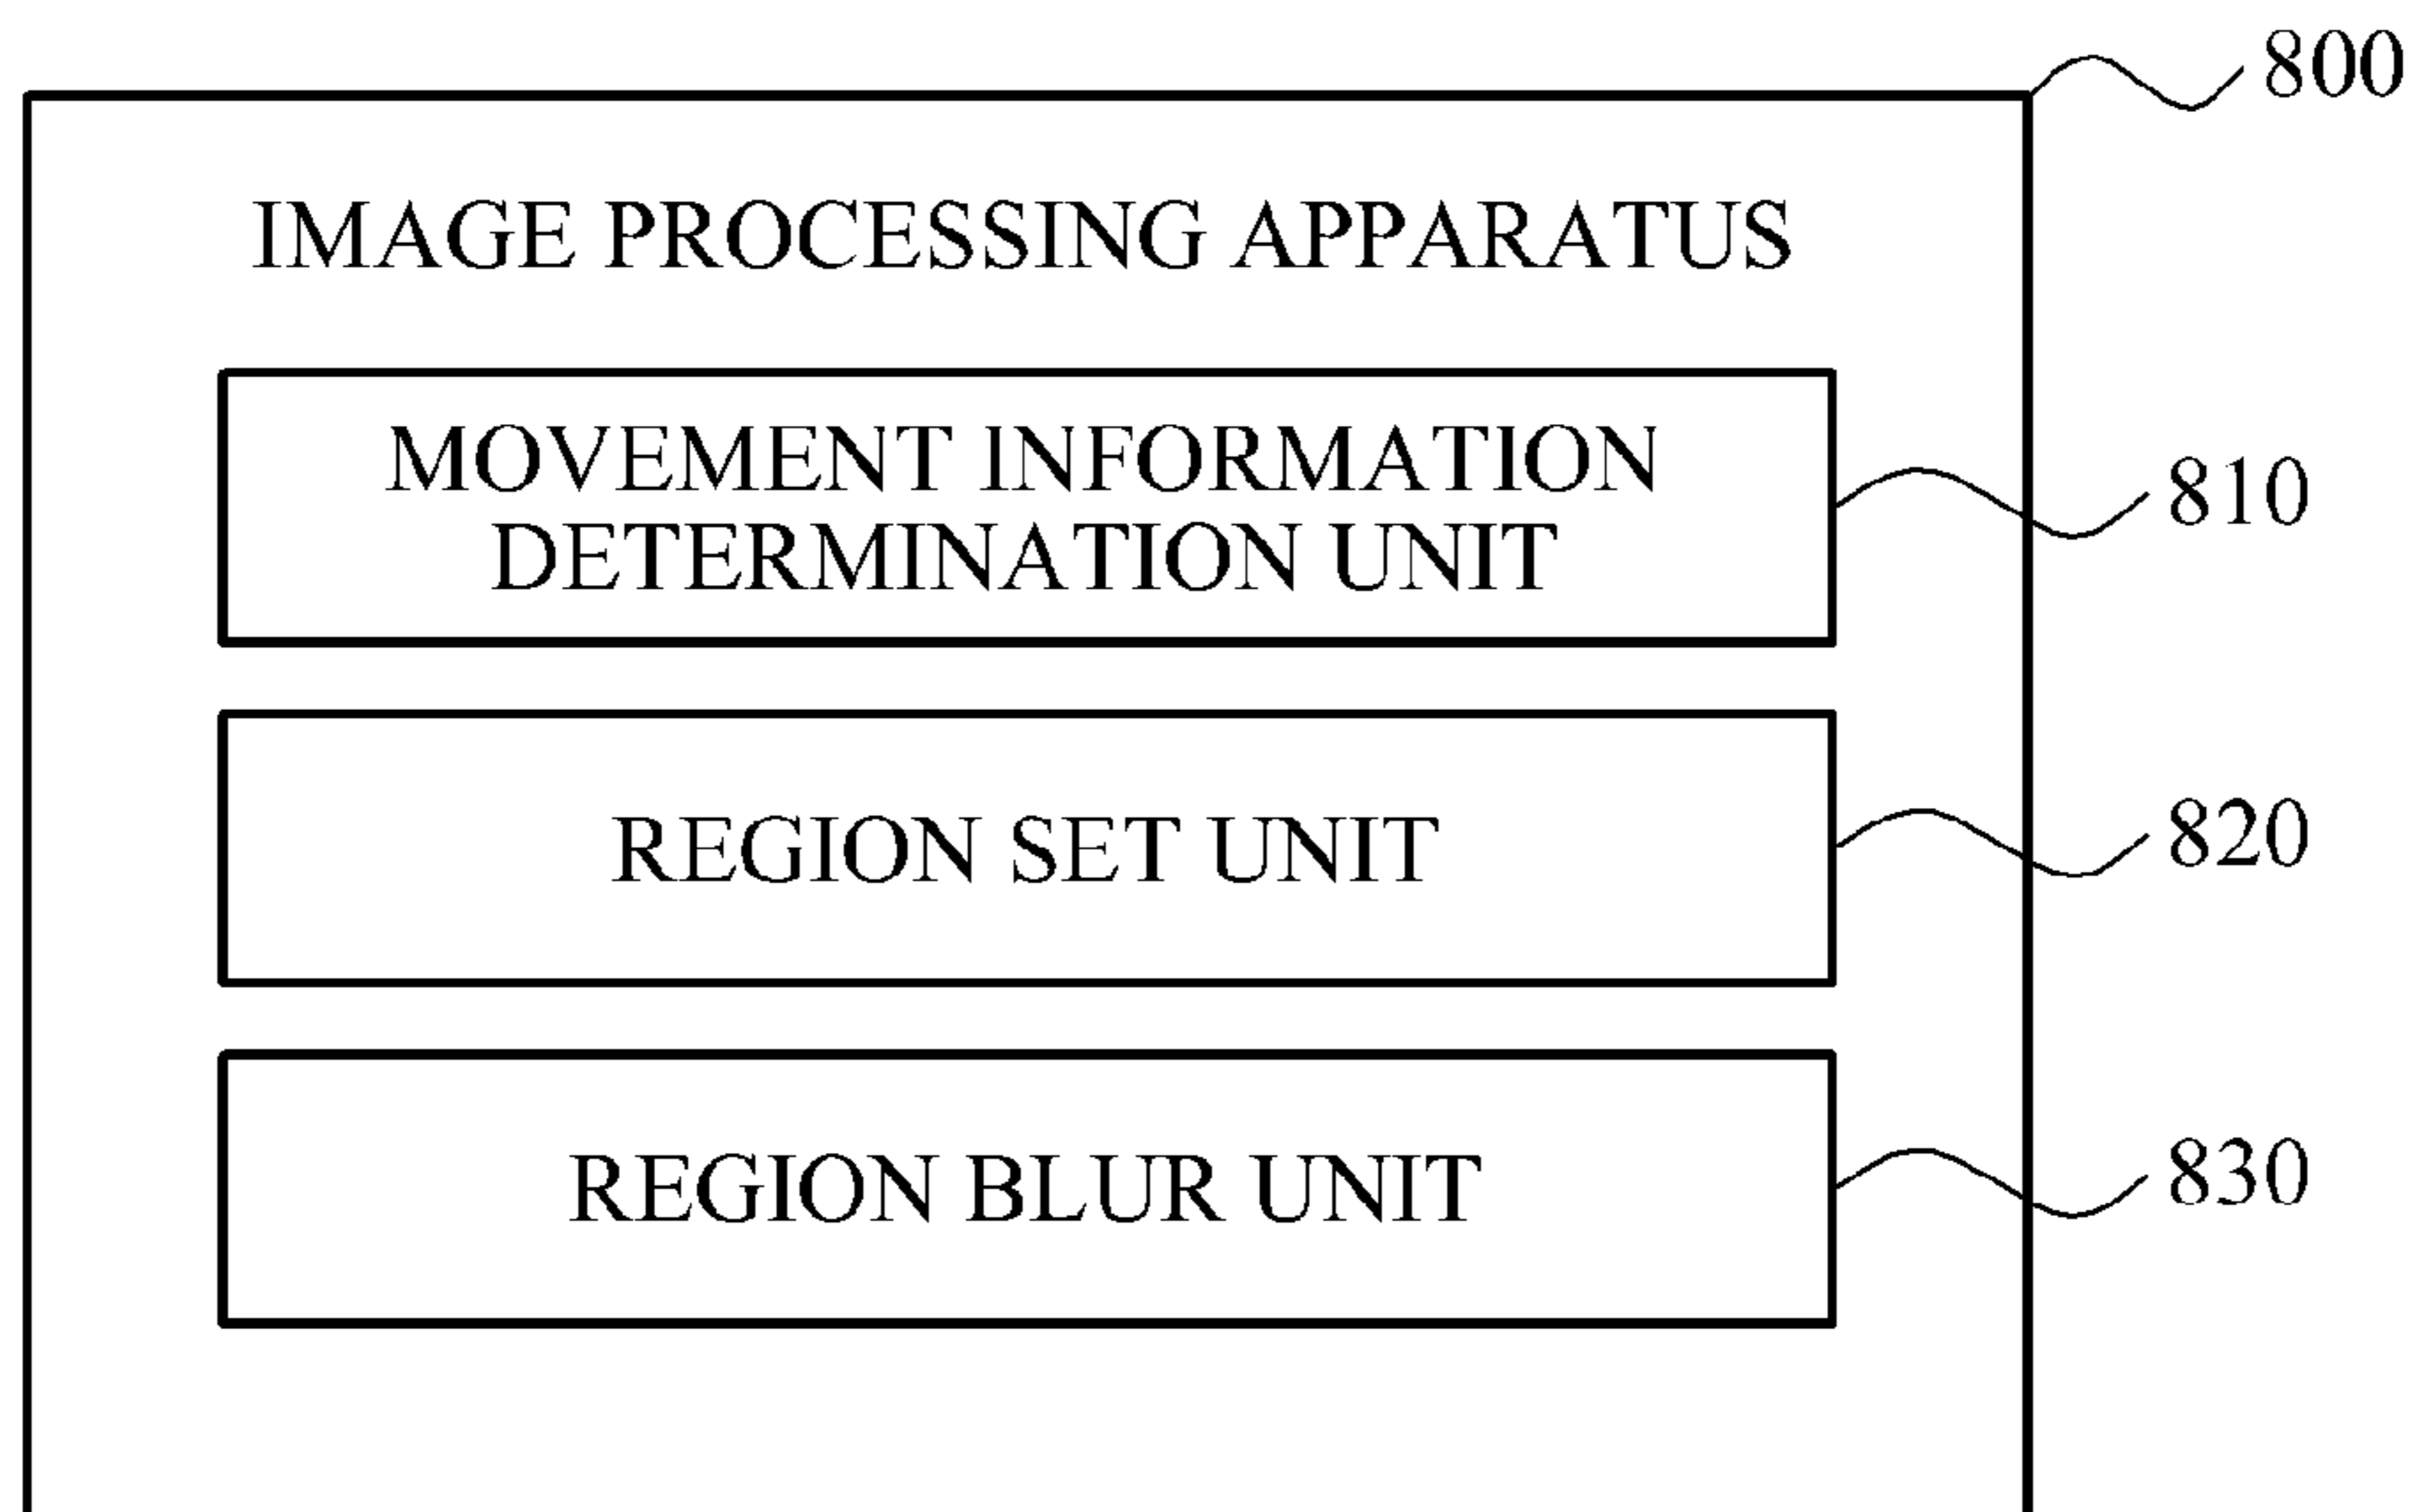 800
IMAGE PROCESSING APPARATUS
MOVEMENT INFORMATION
DETERMINATION UNIT
810
REGION SET UNIT
820
REGION BLUR UNIT
830